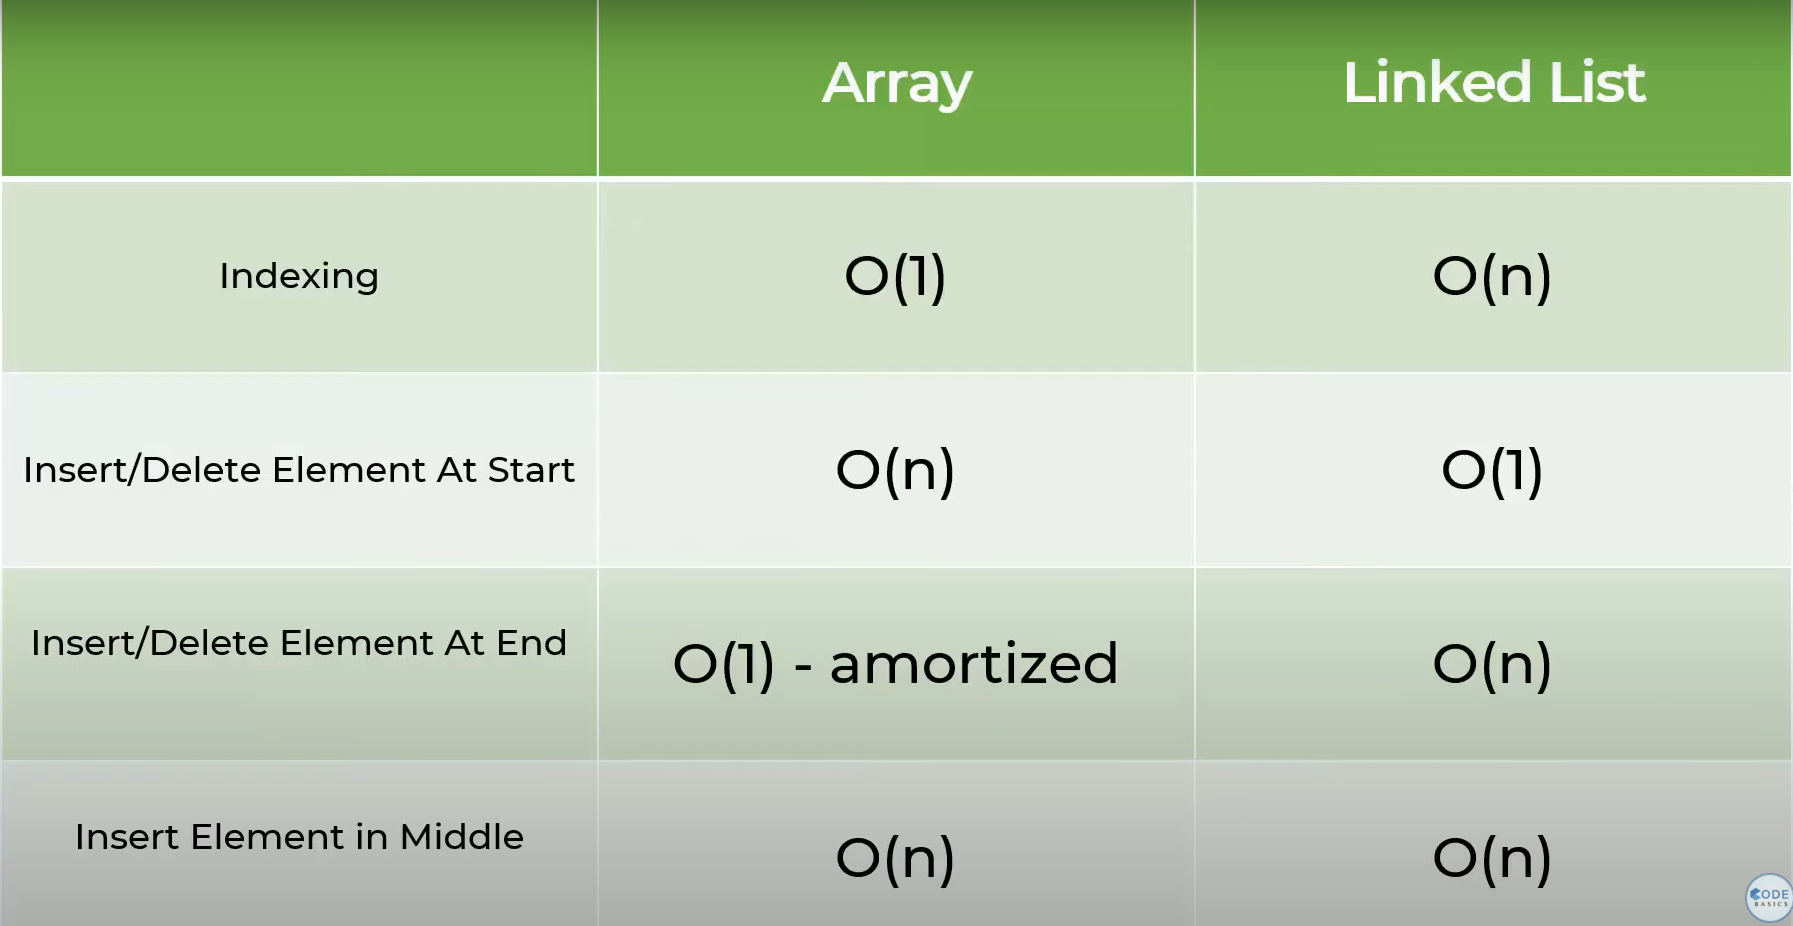 Array Linked List
Indexing O(1) O(n)
Insert/Delete Element At Start O(n) O(1)
Insert/Delete Element At End O(1) - amortized O(n)
Insert Element in Middle O(n) O(n)
CODE
BASICS